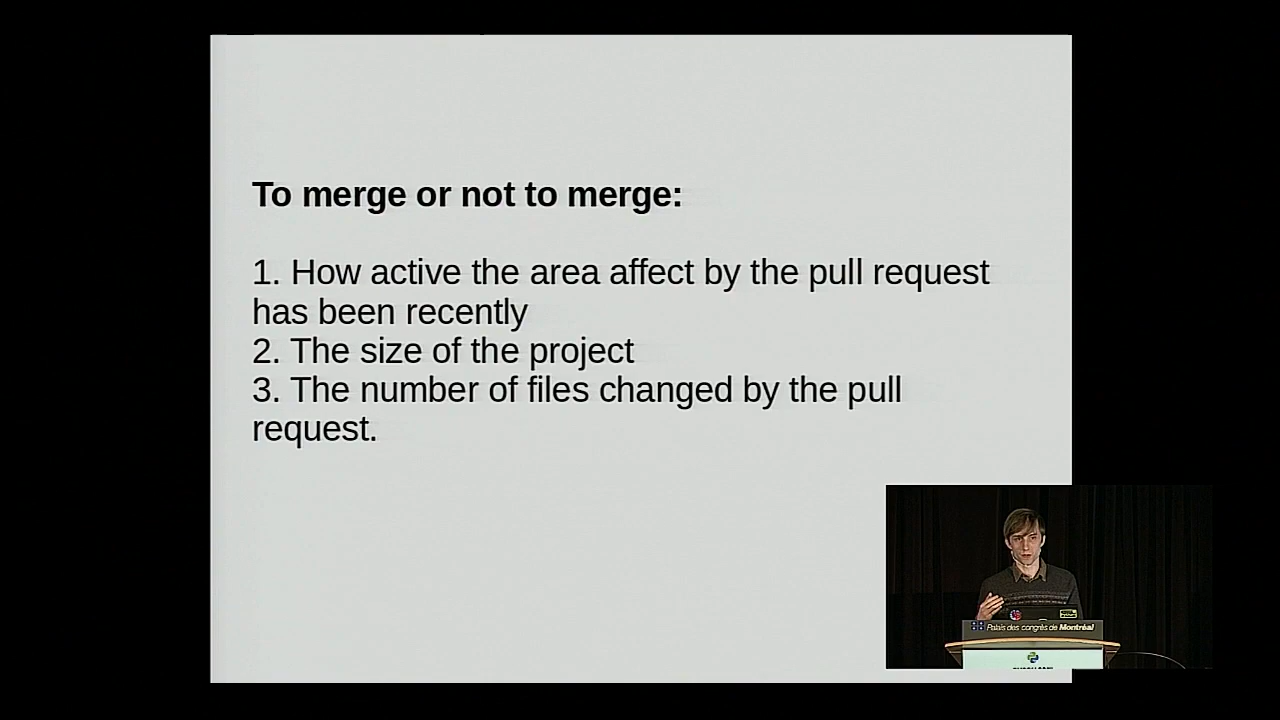 To merge or not to merge:
1. How active the area affect by the pull request
has been recently
2. The size of the project
3. The number of files changed by the pull
request.
Palais des congrès de Montréal